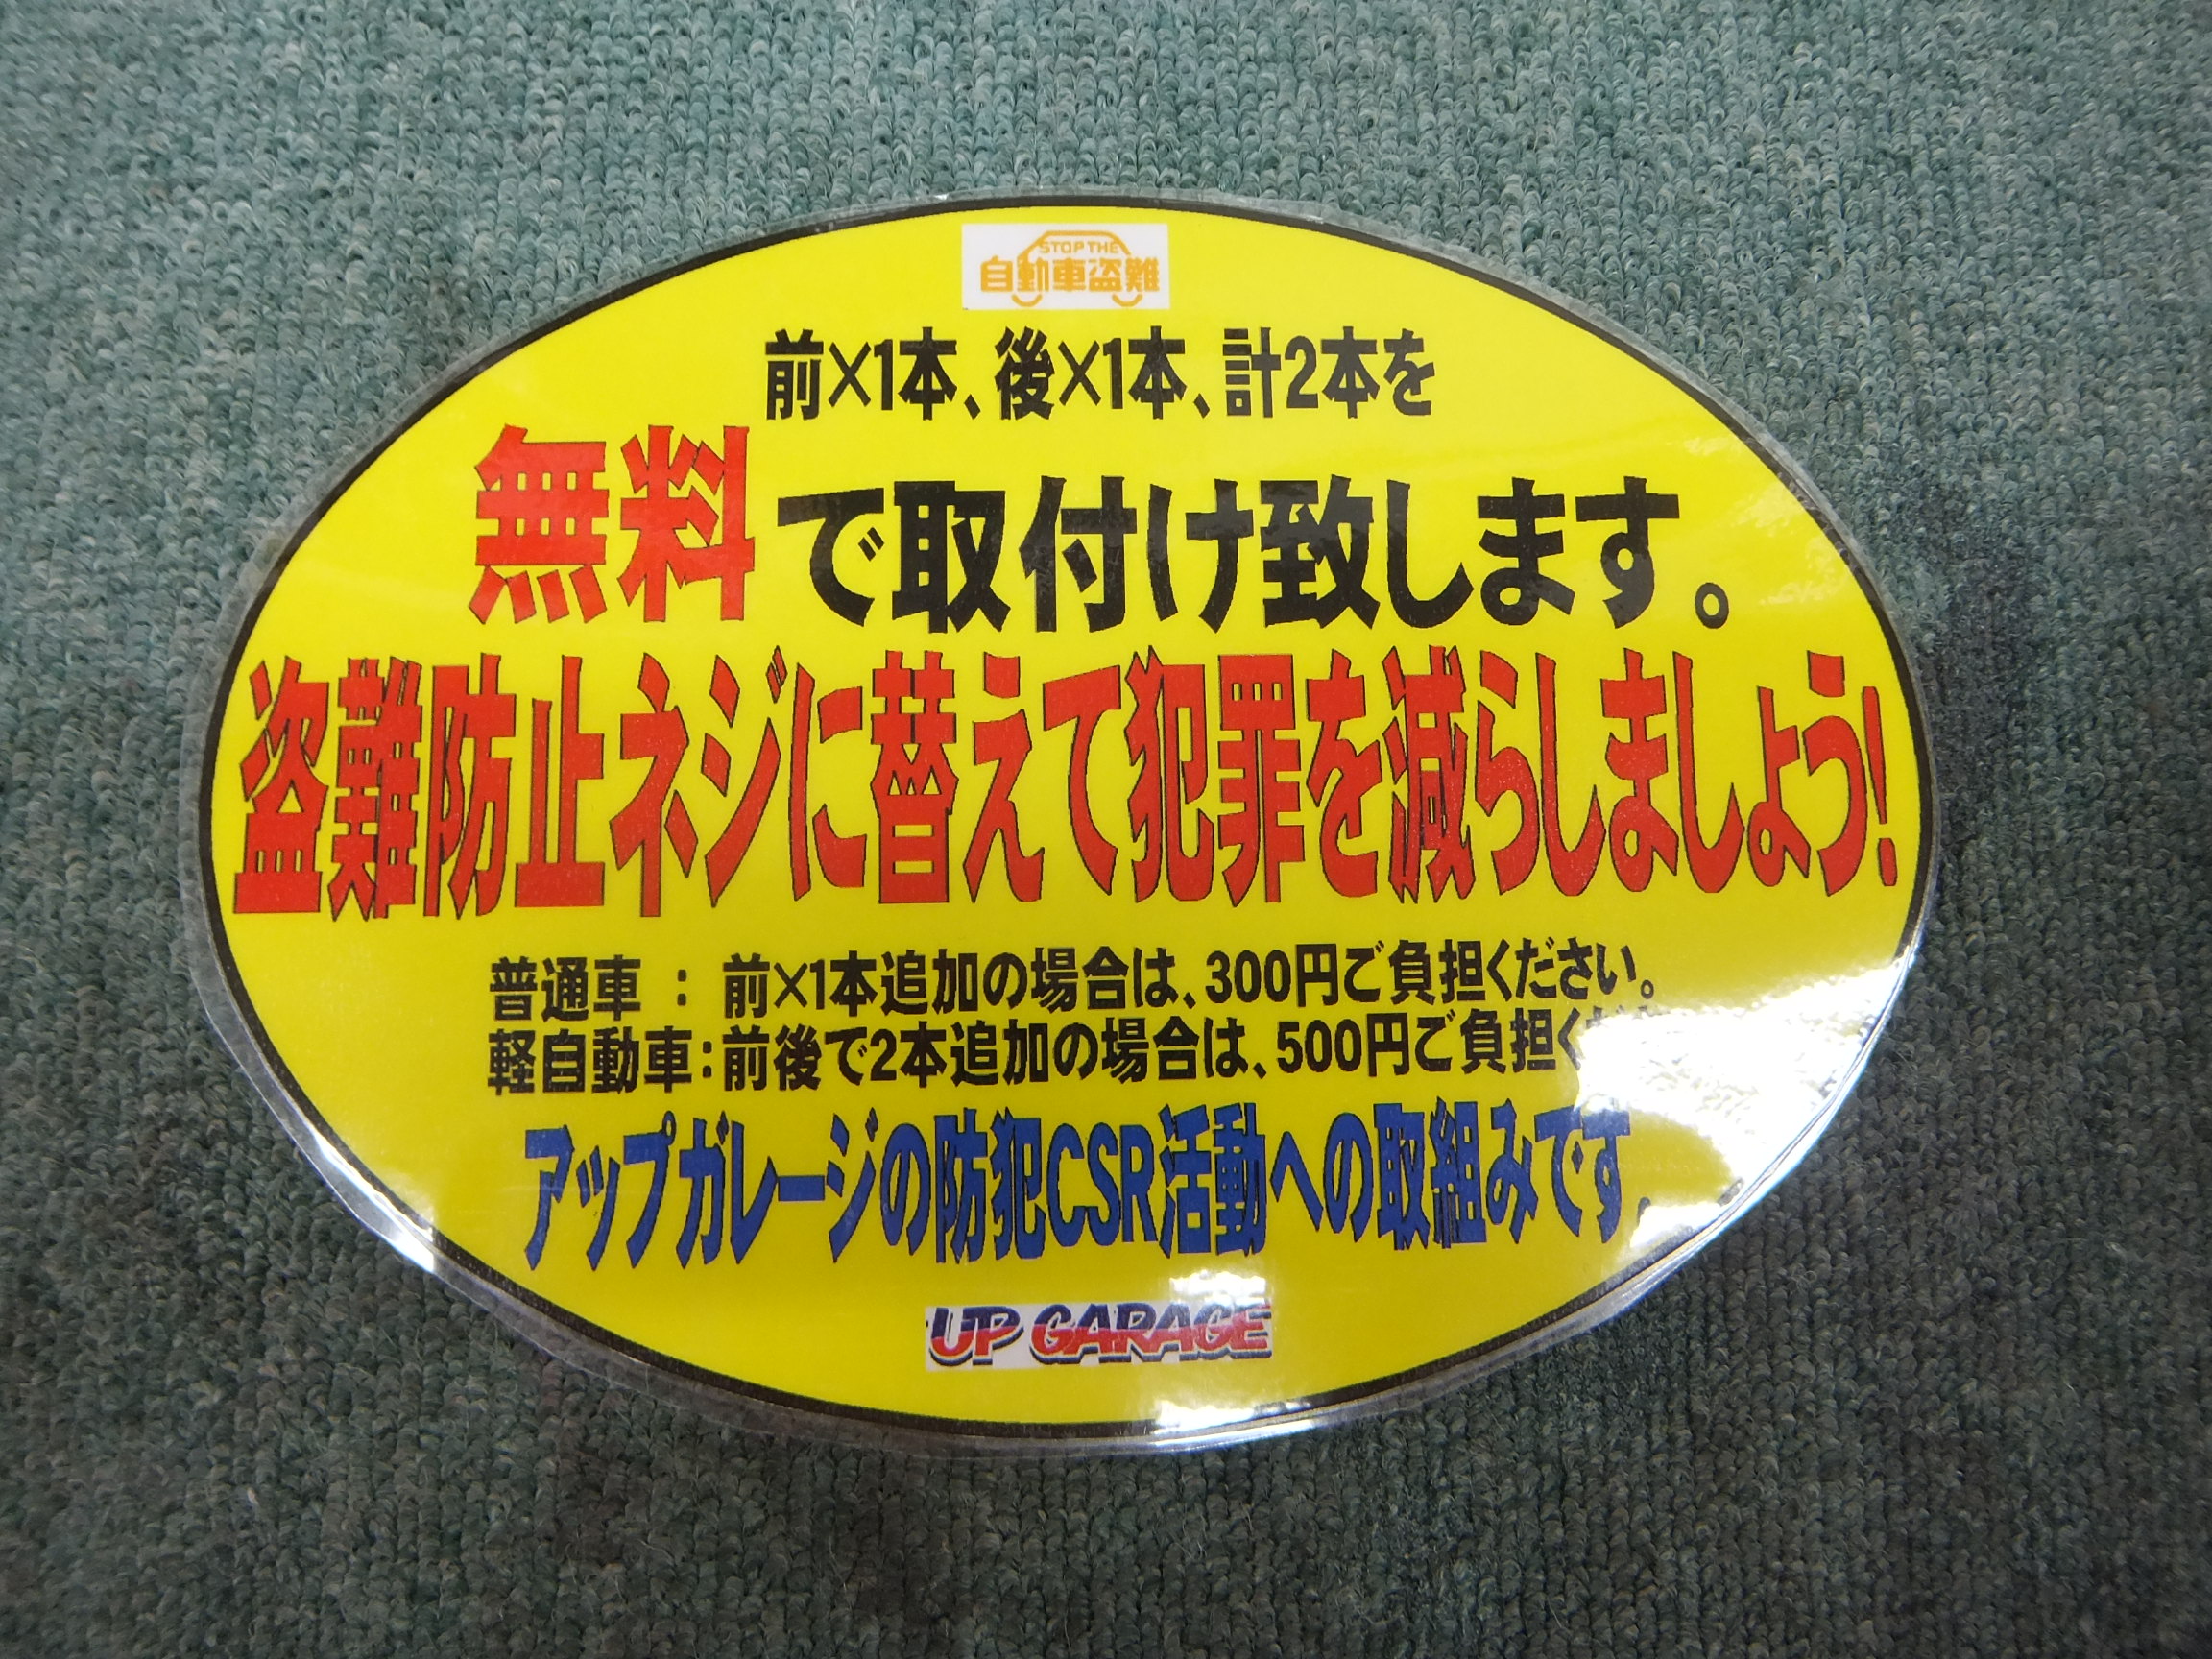 STOP THE
自動車盗難
前×1本、後×1本、計2本を
無料で取付け致します。
盗難防止ネジに替えて犯罪を減らしましょう!
普通車 : 前×1本追加の場合は、300円ご負担ください。
軽自動車:前後で2本追加の場合は、500円ご負担くだ
アップガレージの防犯CSR活動への取組みです。
UP GARAGE